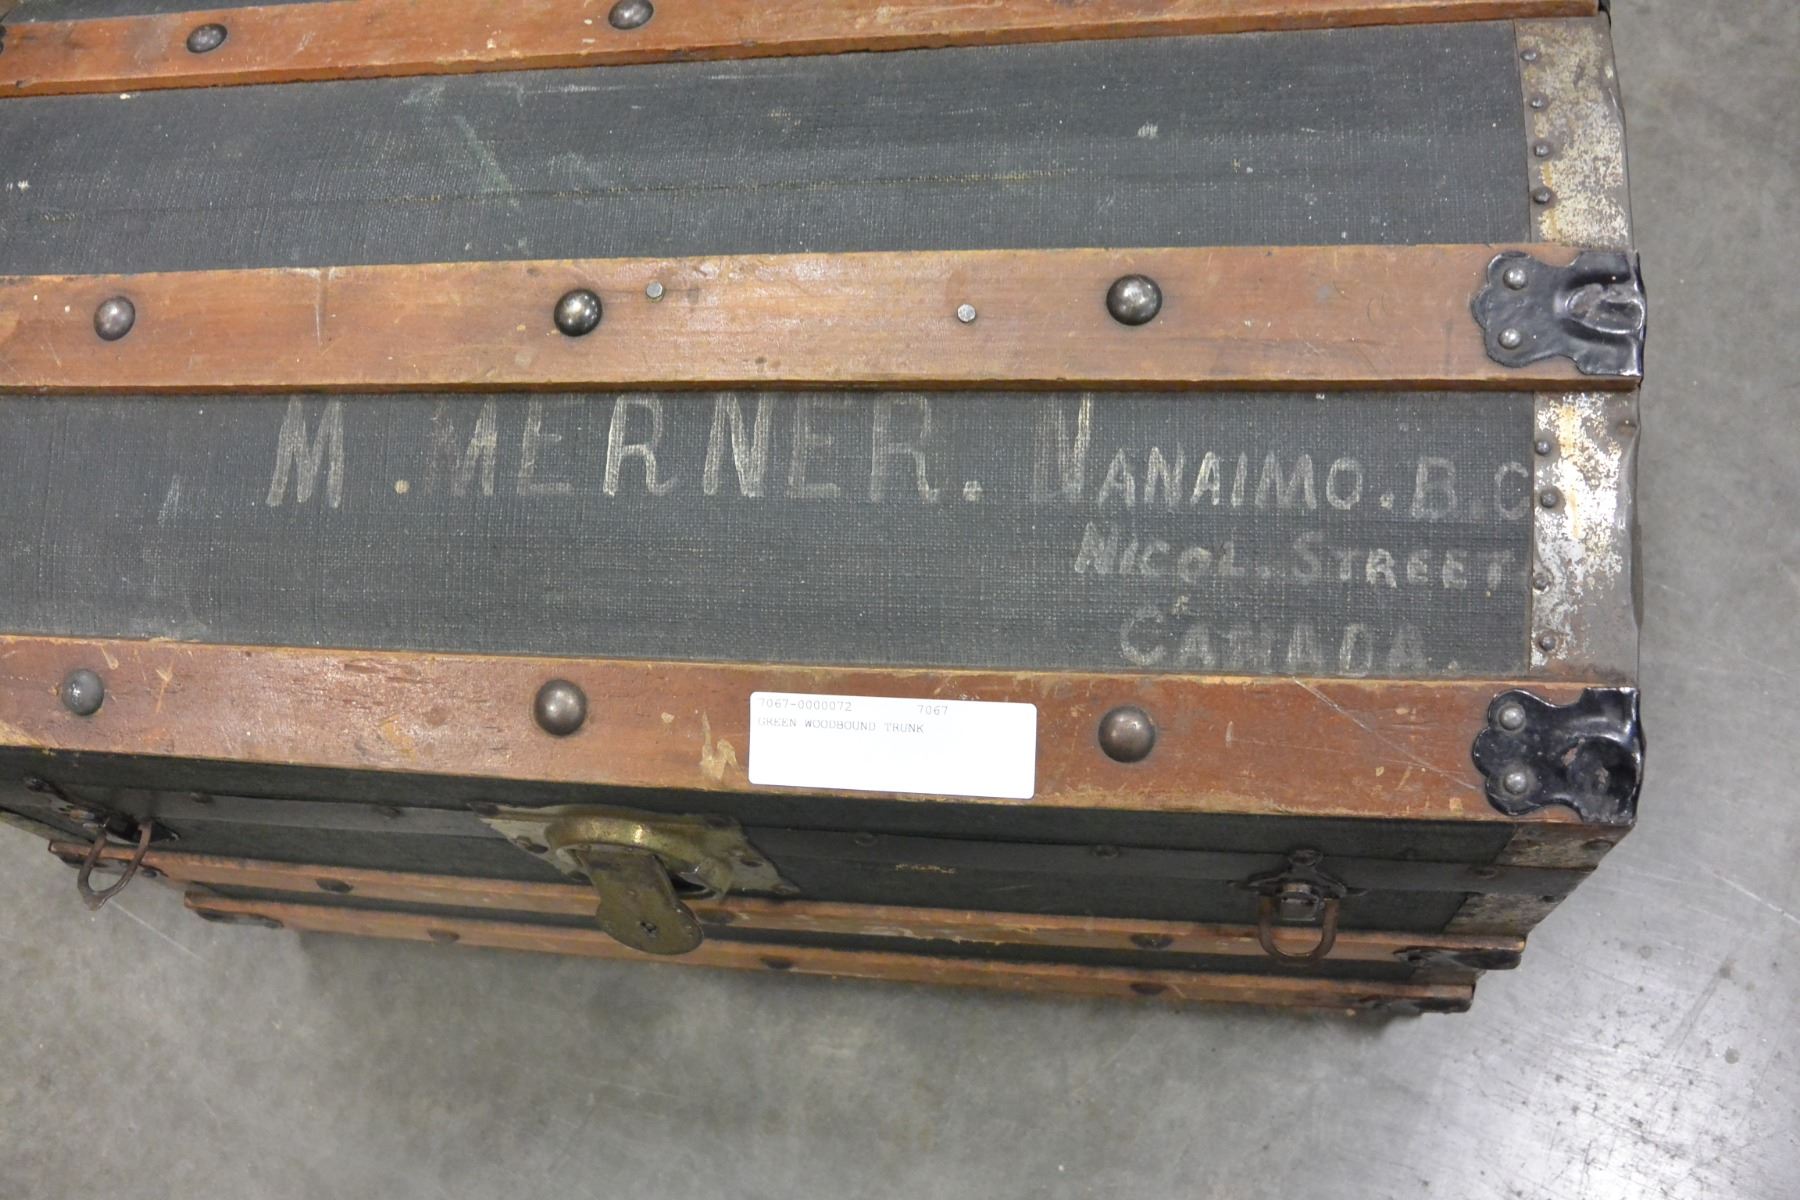 M. MERNER. NANAIMO. B.C
NICOL. STREET
CANADA.
7067-0000072 7067
GREEN WOODBOUND TRUNK